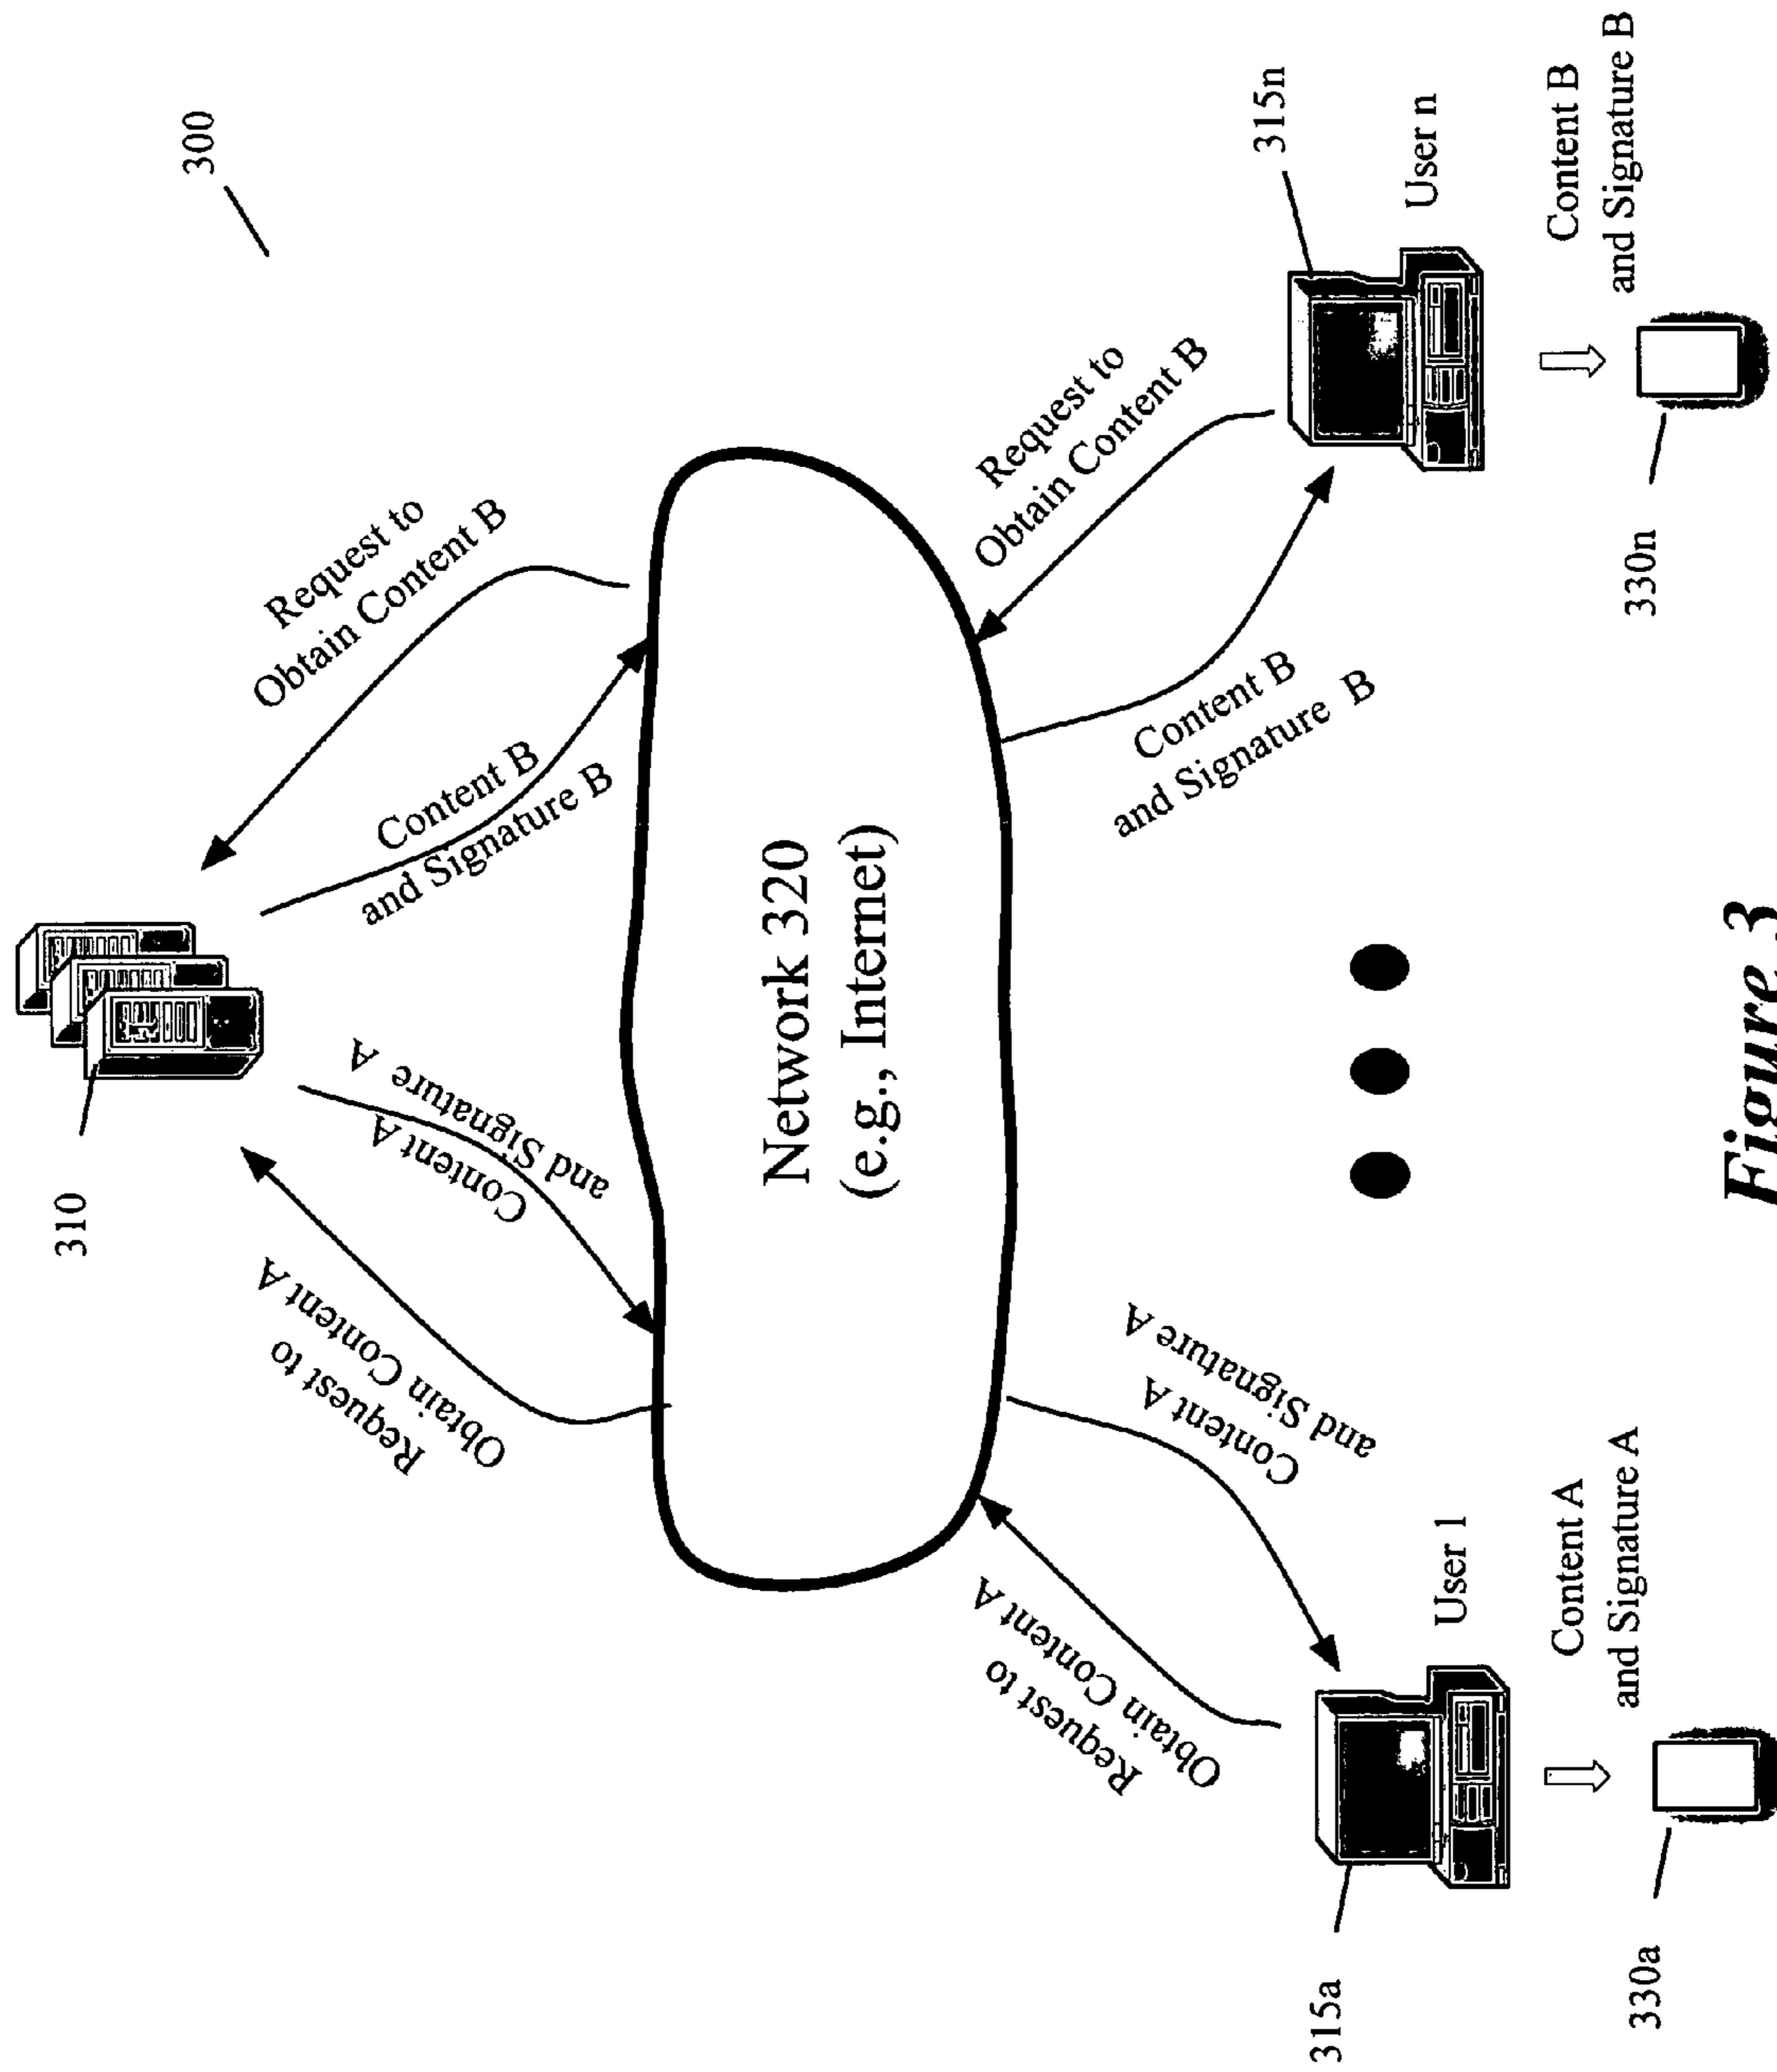 300
310
Request to
Obtain Content A
Content A
and Signature A
Content B
and Signature B
Request to
Obtain Content B
Network 320
(e.g., Internet)
Request to
Obtain Content A
Content A
and Signature A
Content B
and Signature B
Request to
Obtain Content B
315a
User 1
315n
User n
Content A
and Signature A
Content B
and Signature B
330a
330n
Figure 3